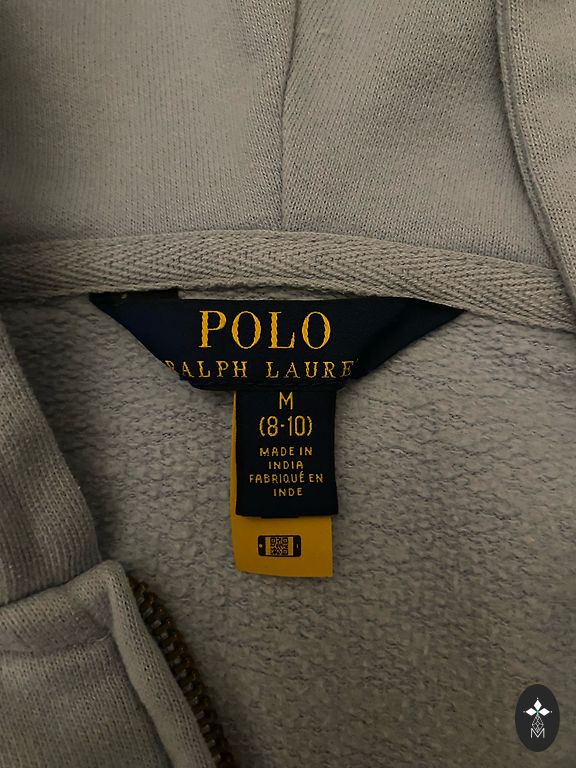 POLO
RALPH LAURE
M
(8-10)
MADE IN
INDIA
FABRIQUÉ EN
INDE
M